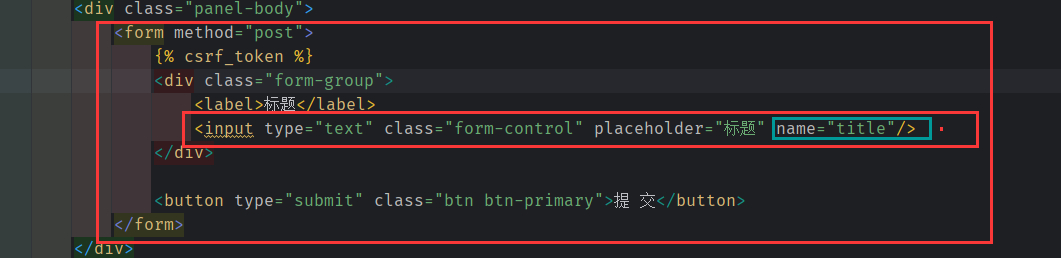 <div class="panel-body">
<form method="post">
{% csrf_token %}
<div class="form-group">
<label>标题</label>
<input type="text" class="form-control" placeholder="标题" name="title"/>
</div>
<button type="submit" class="btn btn-primary">提 交</button>
</form>
</div>